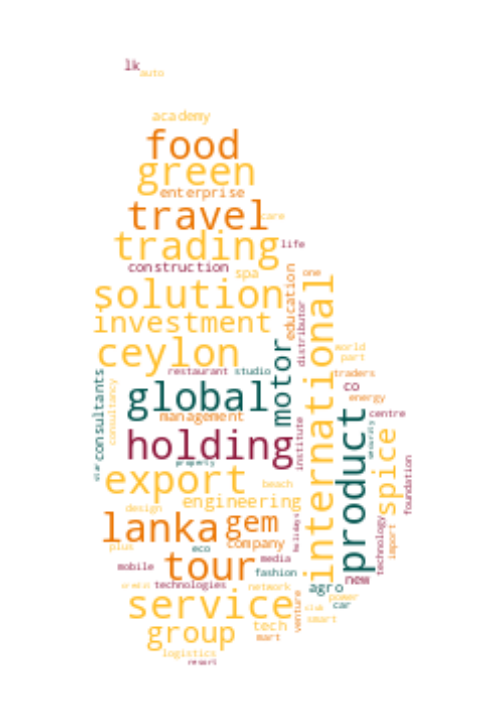 lk
auto
academy
food
green
enterprise
travel
care
trading
life
construction
spa
one
solution
education
international
distributor
investment
motor
ceylon
world
part
restaurant studio
traders
consultants
consultancy
global
co
energy
management
product
centre
holding
institute
security
spice
property
export
beach
foundation
engineering
technology
import
design
lanka
gem
holidays
plus
eco
company
tour
media
mobile
fashion
new
credit
technologies
network
agro
power
service
venture
club
car
smart
group
tech
mart
logistics
resort